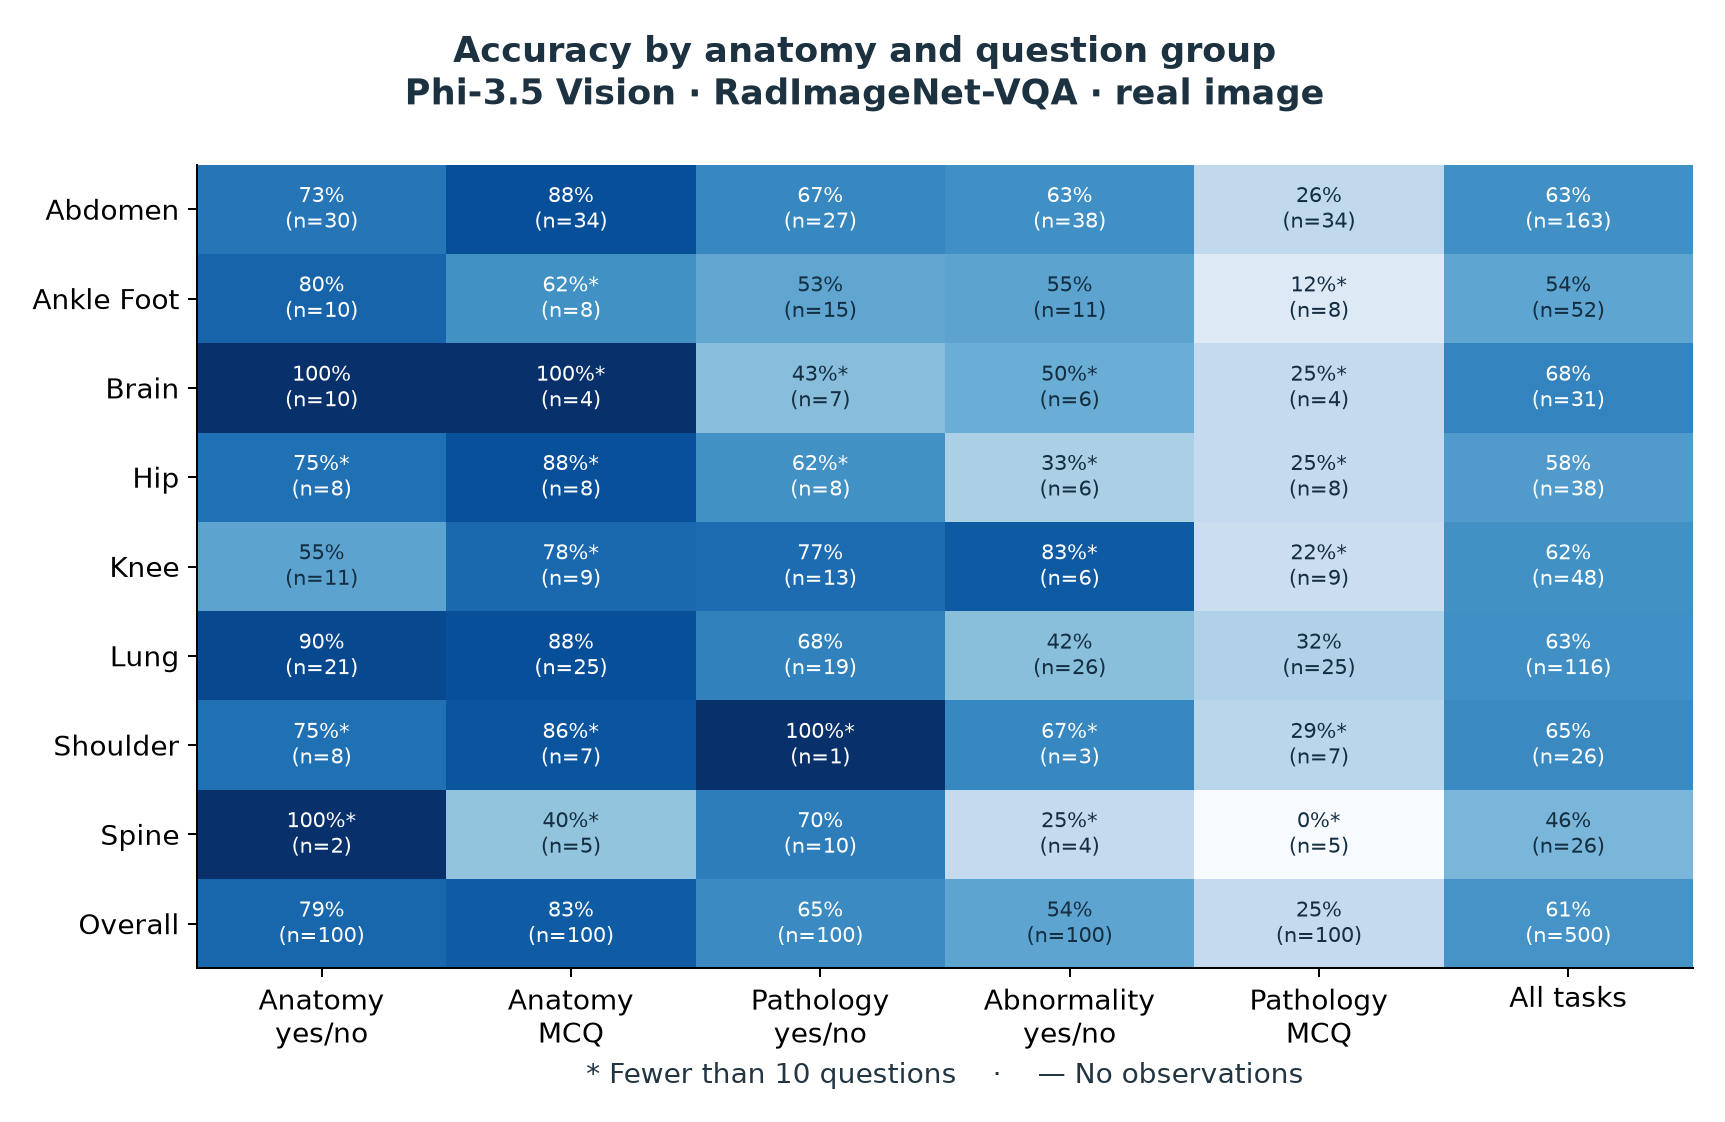 Accuracy by anatomy and question group
Phi-3.5 Vision · RadImageNet-VQA · real image
Abdomen 73% 88% 67% 63% 26% 63%
(n=30) (n=34) (n=27) (n=38) (n=34) (n=163)
Ankle Foot 80% 62%* 53% 55% 12%* 54%
(n=10) (n=8) (n=15) (n=11) (n=8) (n=52)
Brain 100% 100%* 43%* 50%* 25%* 68%
(n=10) (n=4) (n=7) (n=6) (n=4) (n=31)
Hip 75%* 88%* 62%* 33%* 25%* 58%
(n=8) (n=8) (n=8) (n=6) (n=8) (n=38)
Knee 55% 78%* 77% 83%* 22%* 62%
(n=11) (n=9) (n=13) (n=6) (n=9) (n=48)
Lung 90% 88% 68% 42% 32% 63%
(n=21) (n=25) (n=19) (n=26) (n=25) (n=116)
Shoulder 75%* 86%* 100%* 67%* 29%* 65%
(n=8) (n=7) (n=1) (n=3) (n=7) (n=26)
Spine 100%* 40%* 70% 25%* 0%* 46%
(n=2) (n=5) (n=10) (n=4) (n=5) (n=26)
Overall 79% 83% 65% 54% 25% 61%
(n=100) (n=100) (n=100) (n=100) (n=100) (n=500)
Anatomy Anatomy Pathology Abnormality Pathology All tasks
yes/no MCQ yes/no yes/no MCQ
* Fewer than 10 questions · — No observations